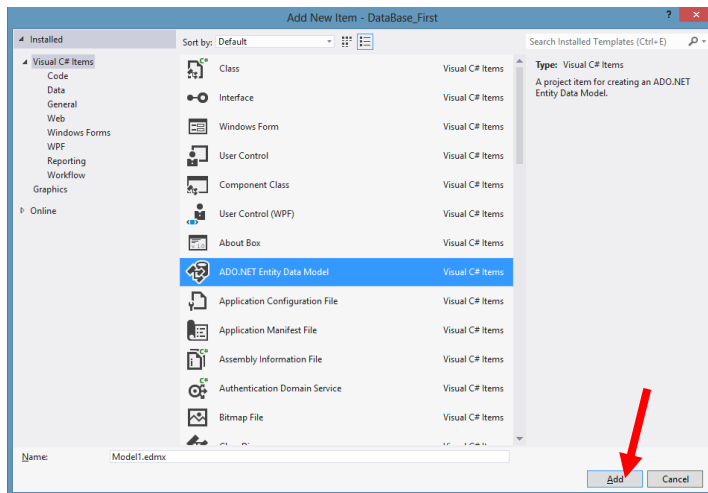 Add New Item - DataBase_First
Installed
Sort by: Default
Search Installed Templates (Ctrl+E)
Visual C# Items
Code
Data
General
Web
Windows Forms
WPF
Reporting
Workflow
Graphics
Online
Class Visual C# Items
Interface Visual C# Items
Windows Form Visual C# Items
User Control Visual C# Items
Component Class Visual C# Items
User Control (WPF) Visual C# Items
About Box Visual C# Items
ADO.NET Entity Data Model Visual C# Items
Application Configuration File Visual C# Items
Application Manifest File Visual C# Items
Assembly Information File Visual C# Items
Authentication Domain Service Visual C# Items
Bitmap File Visual C# Items
Type: Visual C# Items
A project item for creating an ADO.NET
Entity Data Model.
Name: Model1.edmx
Add Cancel